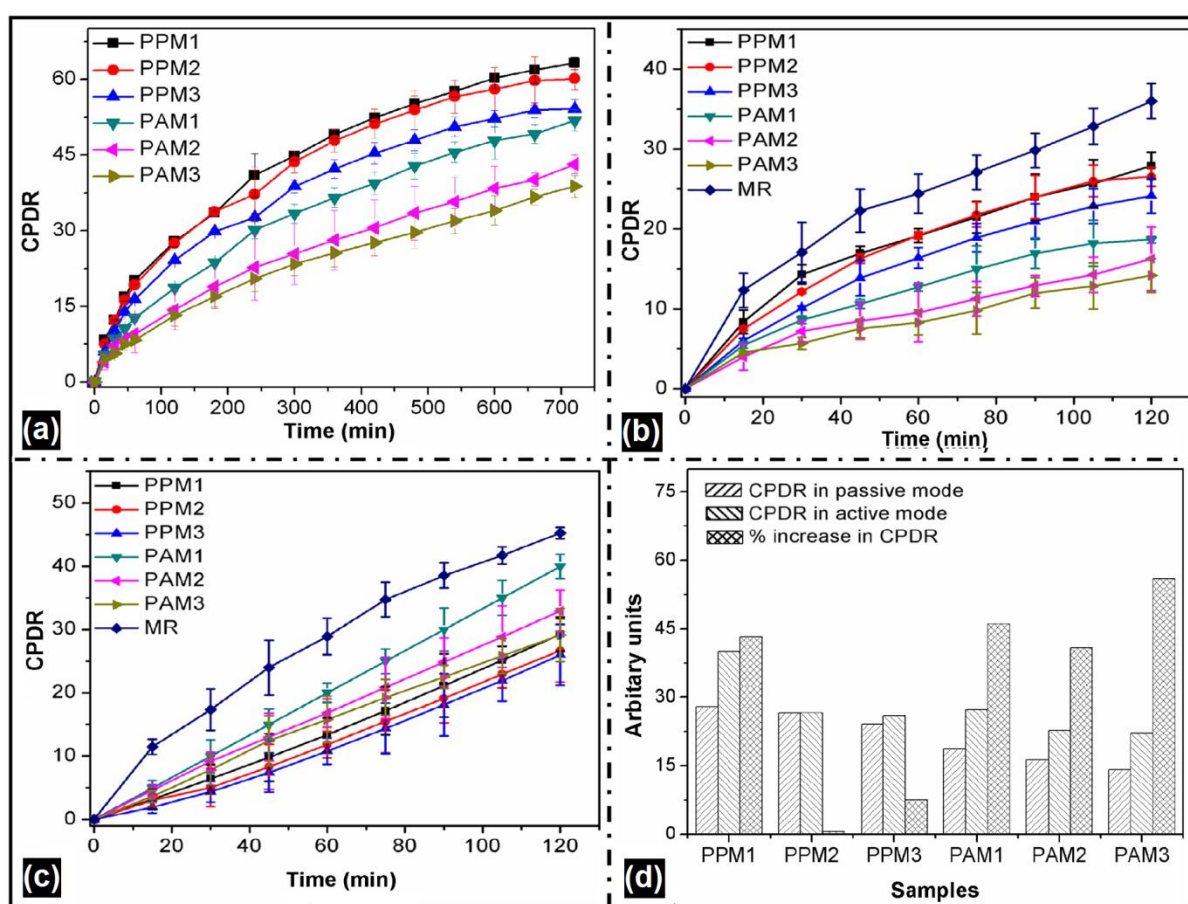 PPM1
PPM2
PPM3
PAM1
PAM2
PAM3
CPDR
60
45
30
15
0
0 100 200 300 400 500 600 700
Time (min)
(a)
PPM1
PPM2
PPM3
PAM1
PAM2
PAM3
MR
CPDR
40
30
20
10
0
0 20 40 60 80 100 120
Time (min)
(b)
PPM1
PPM2
PPM3
PAM1
PAM2
PAM3
MR
CPDR
50
40
30
20
10
0
0 20 40 60 80 100 120
Time (min)
(c)
CPDR in passive mode
CPDR in active mode
% increase in CPDR
Arbitary units
75
60
45
30
15
0
PPM1 PPM2 PPM3 PAM1 PAM2 PAM3
Samples
(d)